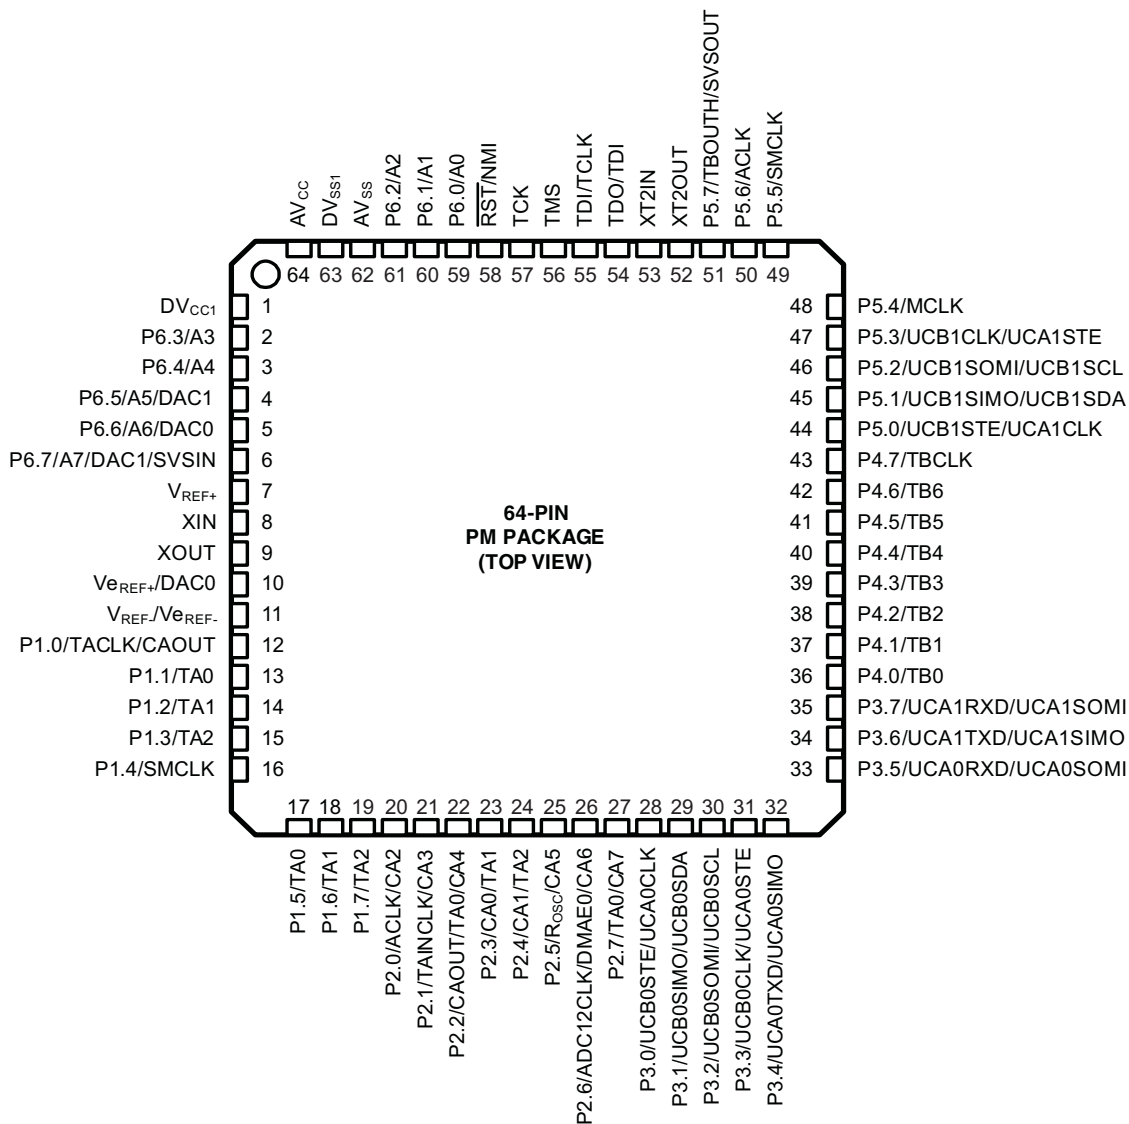 AVCC
DVSS1
AVSS
P6.2/A2
P6.1/A1
P6.0/A0
RST/NMI
TCK
TMS
TDI/TCLK
TDO/TDI
XT2IN
XT2OUT
P5.7/TBOUTH/SVSOUT
P5.6/ACLK
P5.5/SMCLK
64 63 62 61 60 59 58 57 56 55 54 53 52 51 50 49
DVCC1 1
P6.3/A3 2
P6.4/A4 3
P6.5/A5/DAC1 4
P6.6/A6/DAC0 5
P6.7/A7/DAC1/SVSIN 6
VREF+ 7
XIN 8
XOUT 9
VeREF+/DAC0 10
VREF-/VeREF- 11
P1.0/TACLK/CAOUT 12
P1.1/TA0 13
P1.2/TA1 14
P1.3/TA2 15
P1.4/SMCLK 16
64-PIN
PM PACKAGE
(TOP VIEW)
48 P5.4/MCLK
47 P5.3/UCB1CLK/UCA1STE
46 P5.2/UCB1SOMI/UCB1SCL
45 P5.1/UCB1SIMO/UCB1SDA
44 P5.0/UCB1STE/UCA1CLK
43 P4.7/TBCLK
42 P4.6/TB6
41 P4.5/TB5
40 P4.4/TB4
39 P4.3/TB3
38 P4.2/TB2
37 P4.1/TB1
36 P4.0/TB0
35 P3.7/UCA1RXD/UCA1SOMI
34 P3.6/UCA1TXD/UCA1SIMO
33 P3.5/UCA0RXD/UCA0SOMI
17 18 19 20 21 22 23 24 25 26 27 28 29 30 31 32
P1.5/TA0
P1.6/TA1
P1.7/TA2
P2.0/ACLK/CA2
P2.1/TAINCLK/CA3
P2.2/CAOUT/TA0/CA4
P2.3/CA0/TA1
P2.4/CA1/TA2
P2.5/ROSC/CA5
P2.6/ADC12CLK/DMAE0/CA6
P2.7/TA0/CA7
P3.0/UCB0STE/UCA0CLK
P3.1/UCB0SIMO/UCB0SDA
P3.2/UCB0SOMI/UCB0SCL
P3.3/UCB0CLK/UCA0STE
P3.4/UCA0TXD/UCA0SIMO